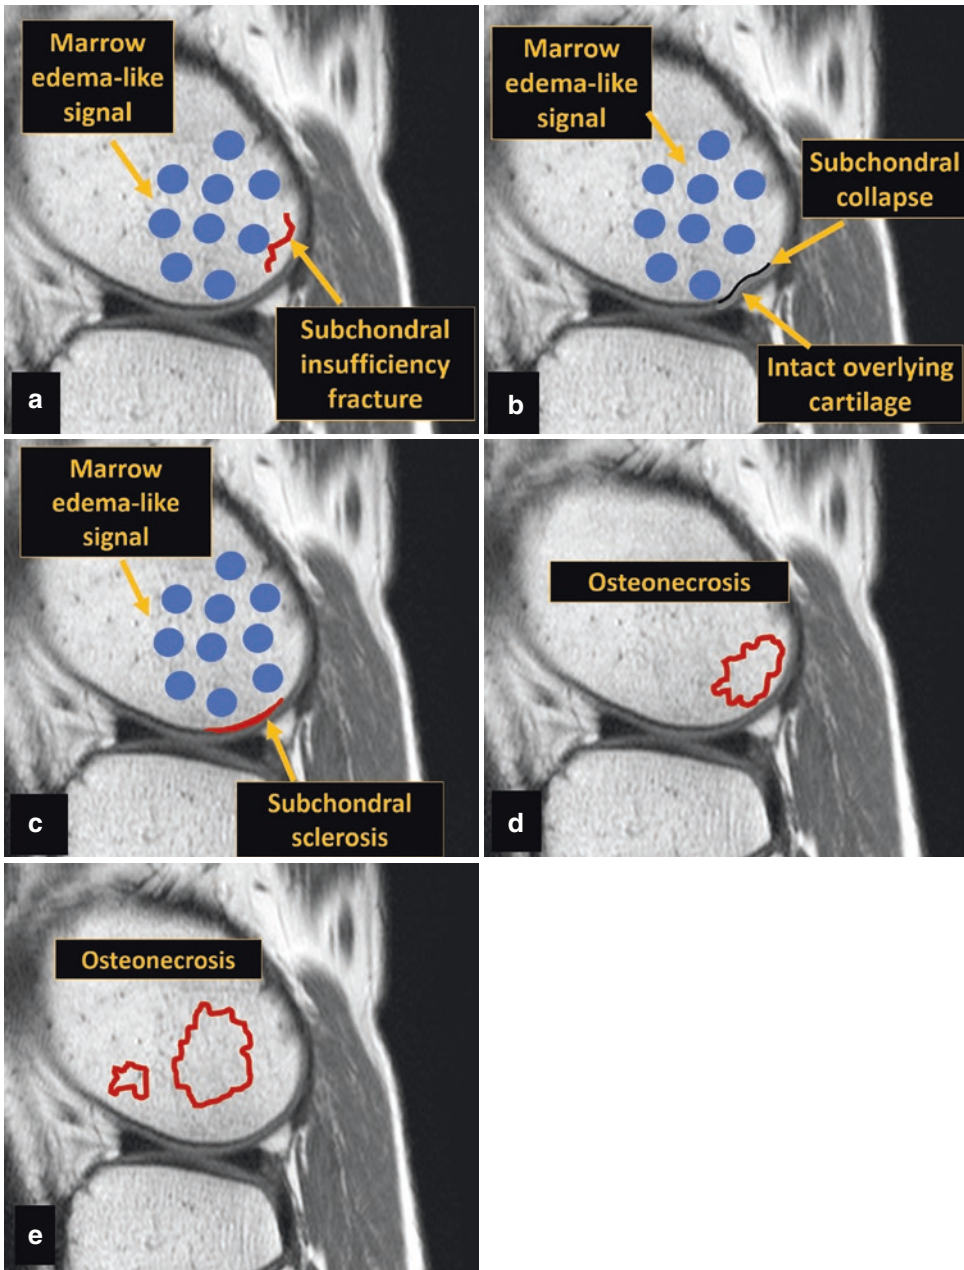 Marrow
edema-like
signal
Subchondral
insufficiency
fracture
a
Marrow
edema-like
signal
Subchondral
collapse
Intact overlying
cartilage
b
Marrow
edema-like
signal
Subchondral
sclerosis
c
Osteonecrosis
d
Osteonecrosis
e